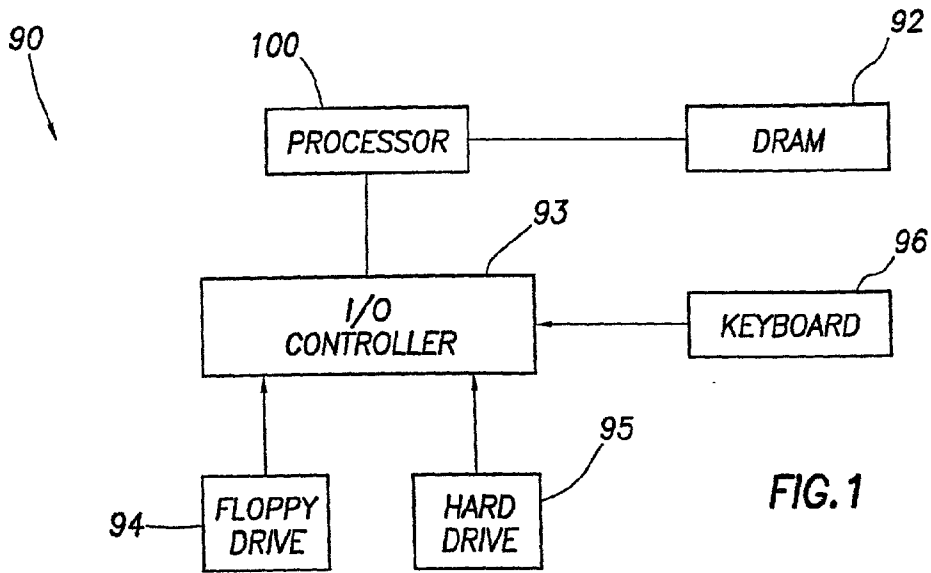 90
100
92
PROCESSOR
DRAM
93
96
I/O
CONTROLLER
KEYBOARD
95
94
FLOPPY
DRIVE
HARD
DRIVE
FIG.1